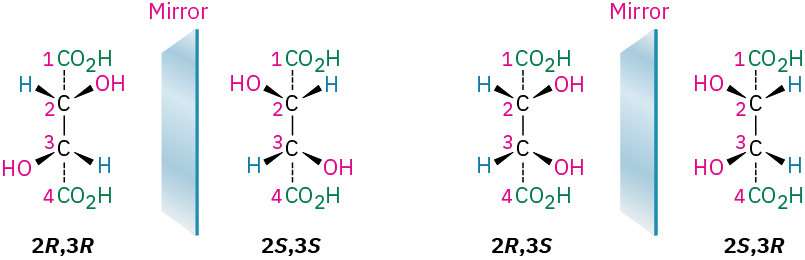 Mirror Mirror
1 CO₂H 1 CO₂H 1 CO₂H 1 CO₂H
H OH HO H H OH HO H
2 C 2 C 2 C 2 C
3 C 3 C 3 C 3 C
HO H H OH H OH HO H
4 CO₂H 4 CO₂H 4 CO₂H 4 CO₂H
2R,3R 2S,3S 2R,3S 2S,3R